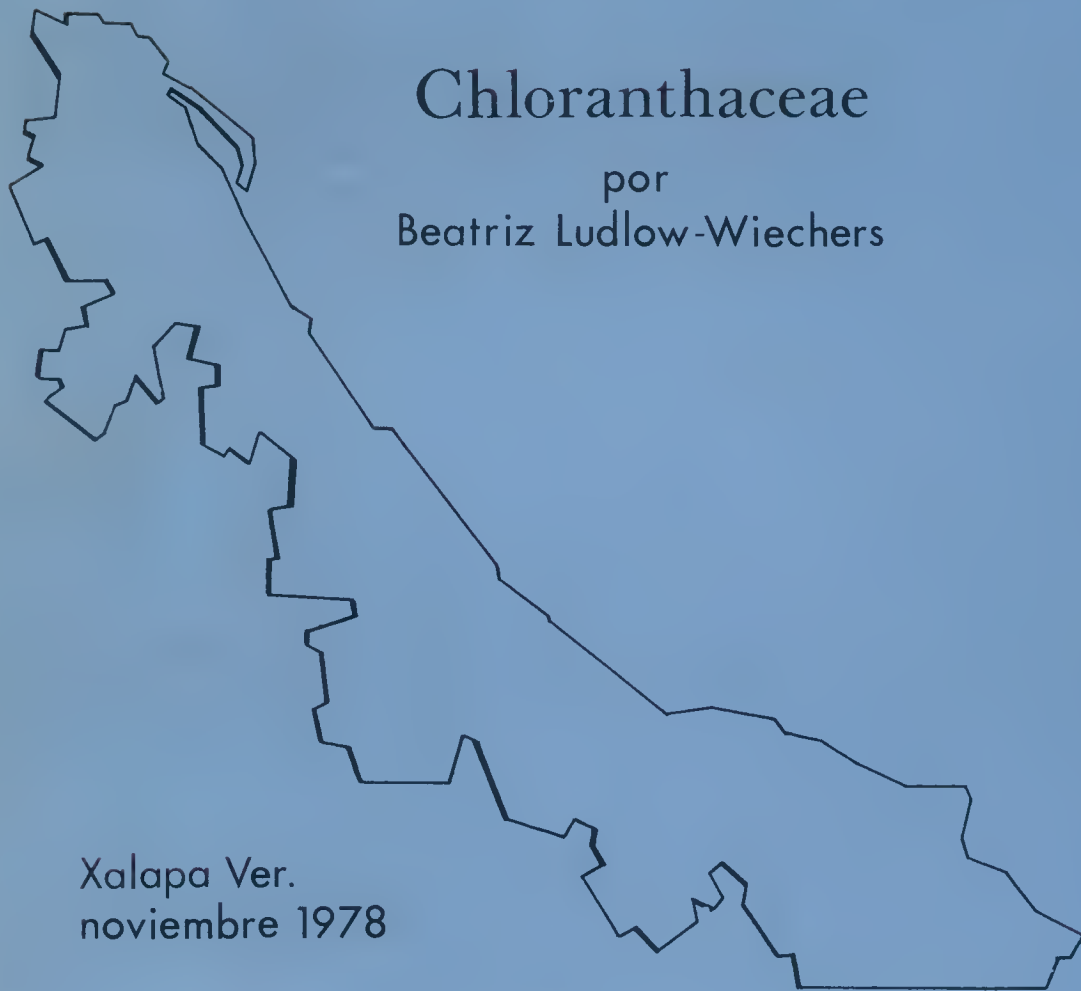 Chloranthaceae
por
Beatriz Ludlow-Wiechers
Xalapa Ver.
noviembre 1978